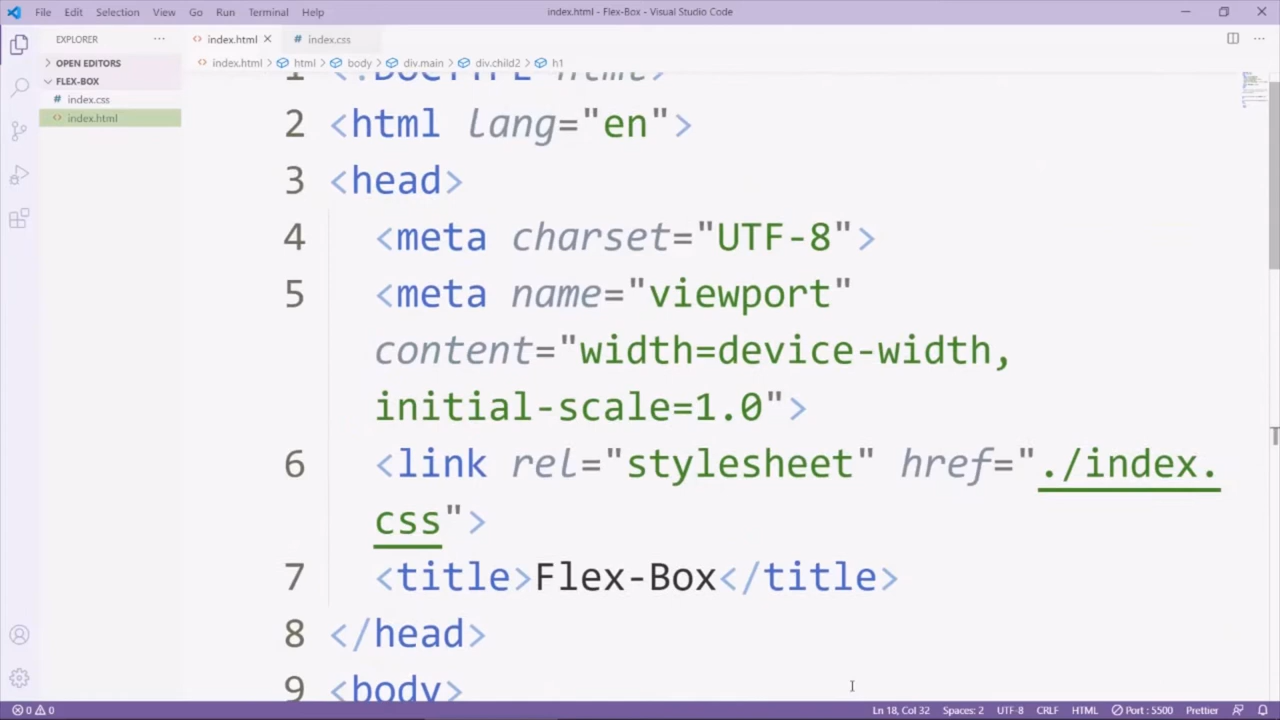 File Edit Selection View Go Run Terminal Help index.html - Flex-Box - Visual Studio Code
EXPLORER ··· <> index.html × # index.css ···
<> index.html > html > body > div.main > div.child2 > h1
> OPEN EDITORS
FLEX-BOX
# index.css
<> index.html
1 <!DOCTYPE html>
2 <html lang="en">
3 <head>
4 <meta charset="UTF-8">
5 <meta name="viewport"
content="width=device-width,
initial-scale=1.0">
6 <link rel="stylesheet" href="./index.
css">
7 <title>Flex-Box</title>
8 </head>
9 <body>
0 0 Ln 18, Col 32 Spaces: 2 UTF-8 CRLF HTML Port : 5500 Prettier